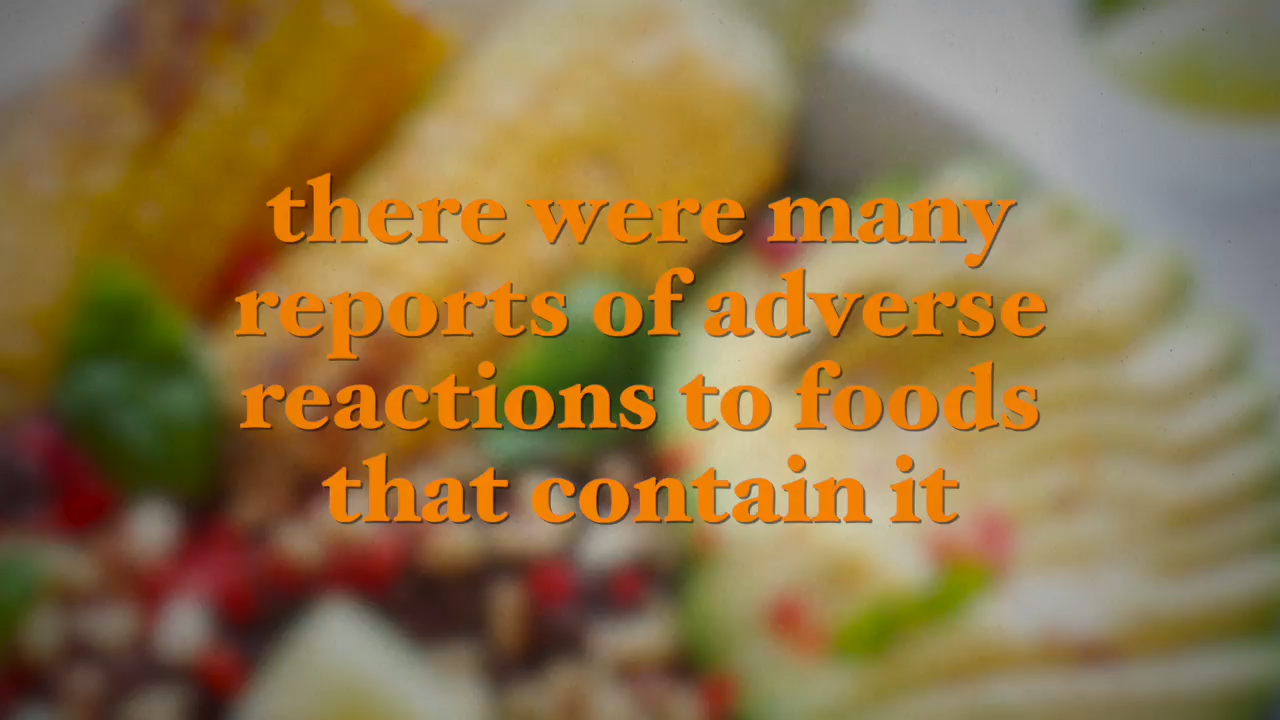 there were many
reports of adverse
reactions to foods
that contain it